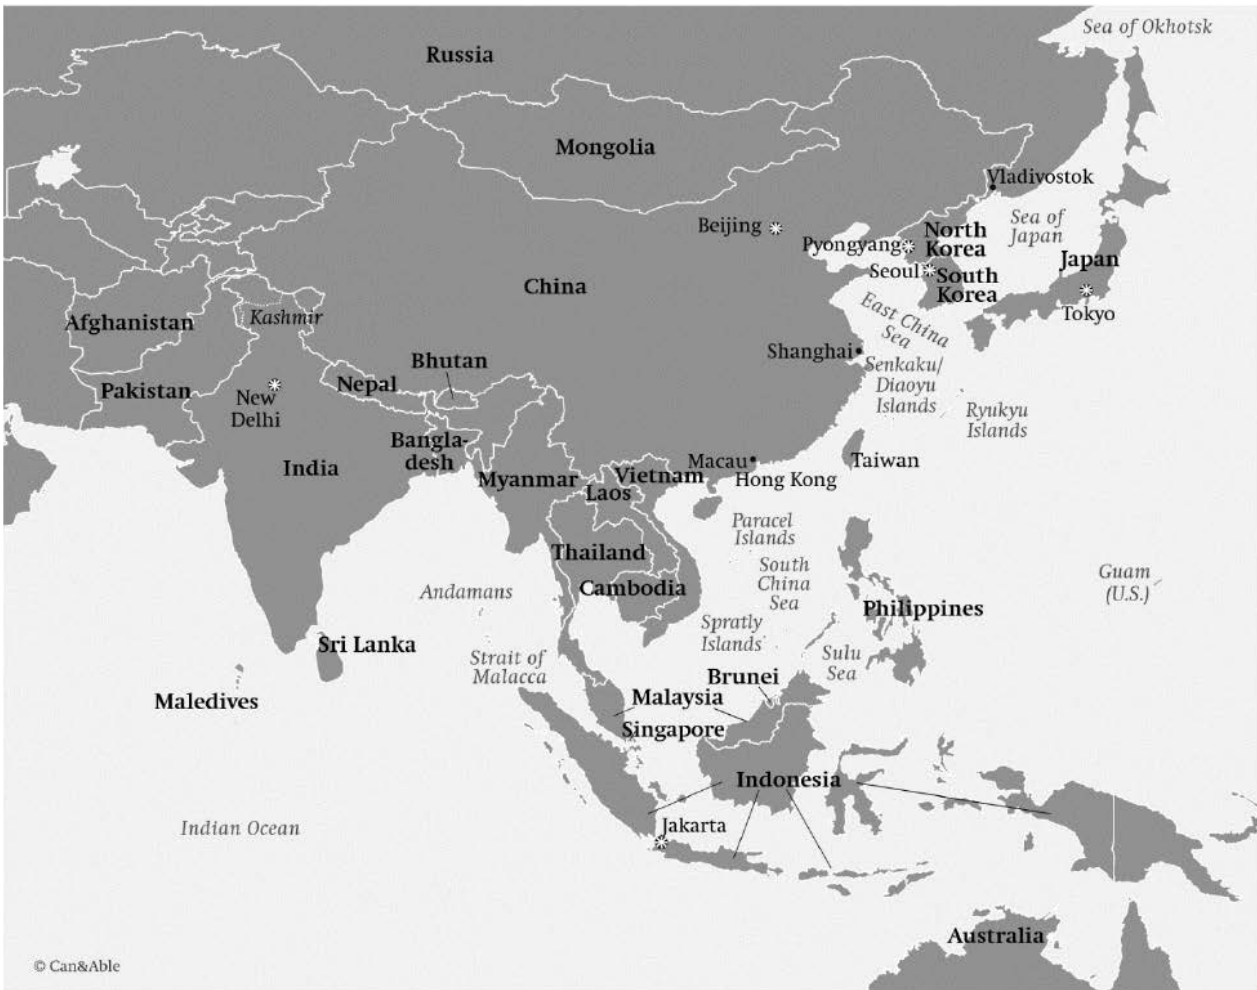 Sea of Okhotsk
Russia
Mongolia
Vladivostok
Beijing
Sea of
Japan
North
Korea
Pyongyang
Japan
Seoul
South
Korea
China
Tokyo
Kashmir
Afghanistan
East China
Sea
Shanghai
Bhutan
Senkaku/
Diaoyu
Islands
Nepal
Pakistan
New
Delhi
Ryukyu
Islands
Bangla-
desh
India
Macau
Taiwan
Myanmar
Vietnam
Hong Kong
Laos
Paracel
Islands
Thailand
South
China
Sea
Guam
(U.S.)
Cambodia
Andamans
Philippines
Spratly
Islands
Sri Lanka
Sulu
Sea
Strait of
Malacca
Brunei
Maledives
Malaysia
Singapore
Indonesia
Jakarta
Indian Ocean
Australia
© Can&Able